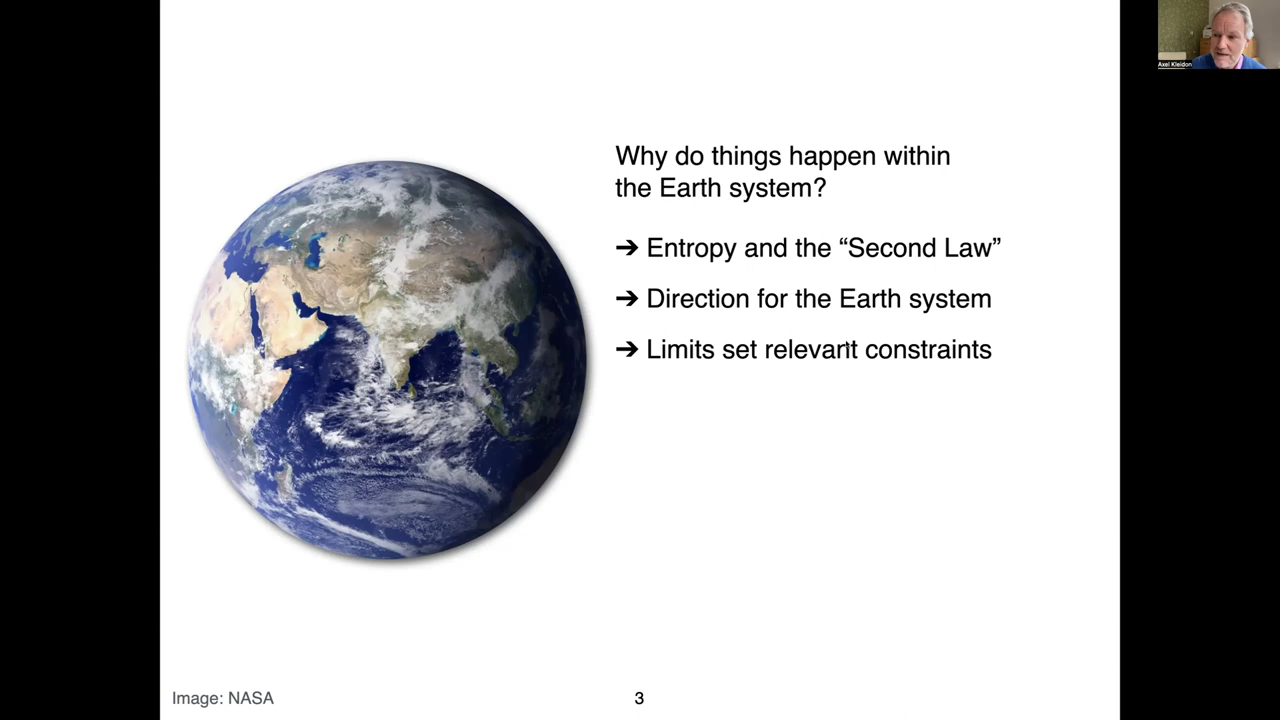 Axel Kleidon
Why do things happen within
the Earth system?
➔ Entropy and the “Second Law”
➔ Direction for the Earth system
➔ Limits set relevant constraints
Image: NASA
3